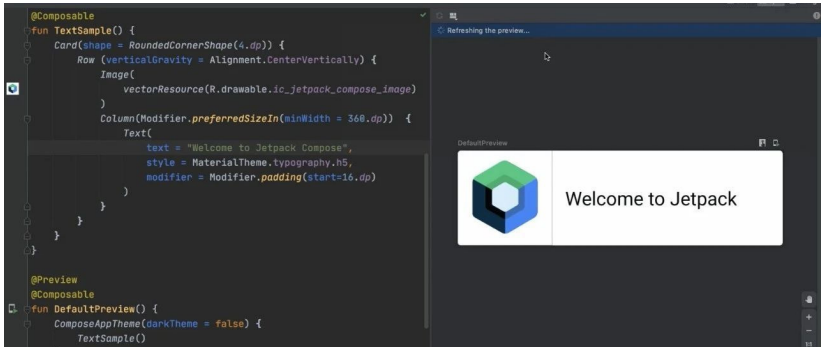 @Composable
fun TextSample() {
Card(shape = RoundedCornerShape(4.dp)) {
Row (verticalGravity = Alignment.CenterVertically) {
Image(
vectorResource(R.drawable.ic_jetpack_compose_image)
)
Column(Modifier.preferredSizeIn(minWidth = 360.dp)) {
Text(
text = "Welcome to Jetpack Compose",
style = MaterialTheme.typography.h5,
modifier = Modifier.padding(start=16.dp)
)
}
}
}
}
@Preview
@Composable
fun DefaultPreview() {
ComposeAppTheme(darkTheme = false) {
TextSample()
Refreshing the preview...
DefaultPreview
Welcome to Jetpack
1:1